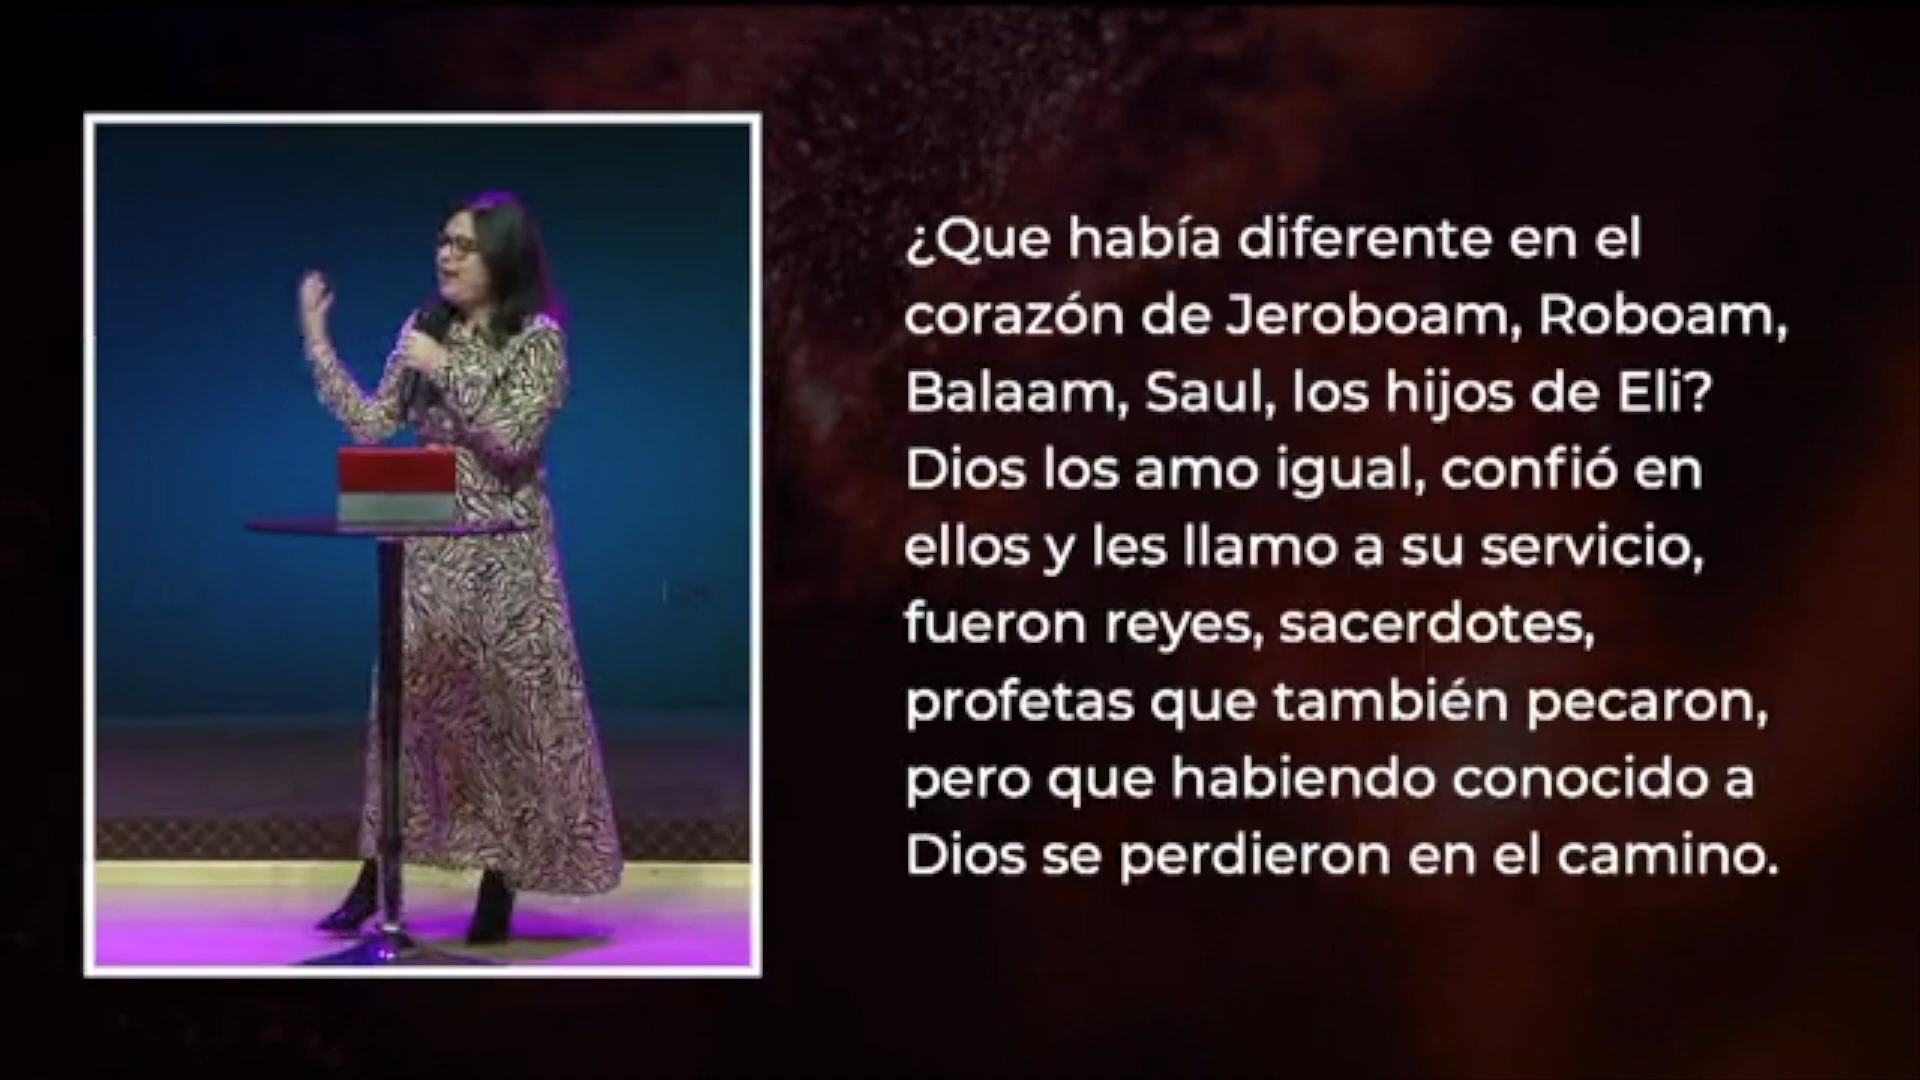 ¿Que había diferente en el
corazón de Jeroboam, Roboam,
Balaam, Saul, los hijos de Eli?
Dios los amo igual, confió en
ellos y les llamo a su servicio,
fueron reyes, sacerdotes,
profetas que también pecaron,
pero que habiendo conocido a
Dios se perdieron en el camino.